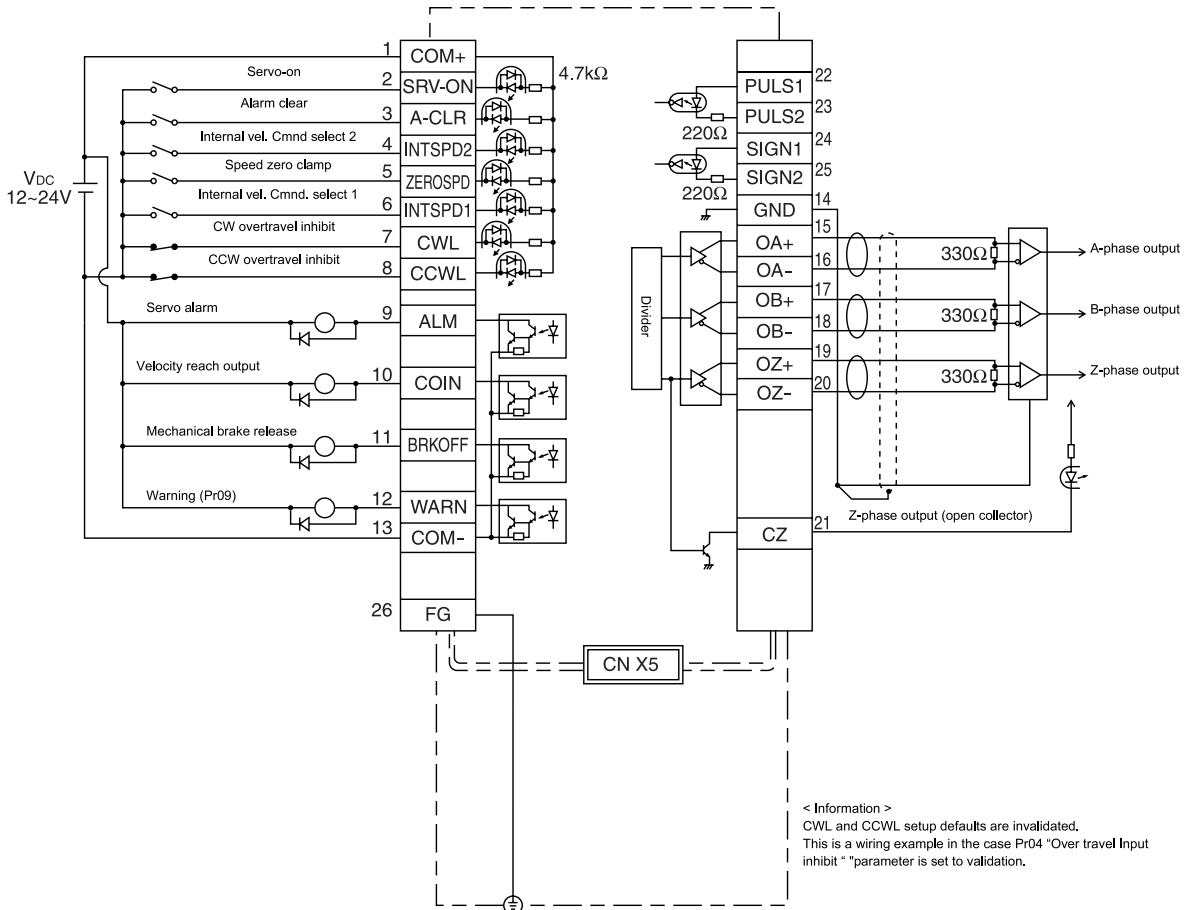 1
COM+
Servo-on
2
SRV-ON
4.7kΩ
Alarm clear
3
A-CLR
Internal vel. Cmnd select 2
4
INTSPD2
Speed zero clamp
5
ZEROSPD
Internal vel. Cmnd. select 1
6
INTSPD1
CW overtravel inhibit
7
CWL
CCW overtravel inhibit
8
CCWL
VDC
12~24V
Servo alarm
9
ALM
Velocity reach output
10
COIN
Mechanical brake release
11
BRKOFF
Warning (Pr09)
12
WARN
13
COM-
26
FG
CN X5
22
PULS1
23
PULS2
220Ω
24
SIGN1
25
SIGN2
220Ω
14
GND
15
OA+
16
OA-
330Ω
A-phase output
17
OB+
18
OB-
330Ω
B-phase output
19
OZ+
20
OZ-
330Ω
Z-phase output
Divider
Z-phase output (open collector)
21
CZ
< Information >
CWL and CCWL setup defaults are invalidated.
This is a wiring example in the case Pr04 “Over travel Input
inhibit “ ”parameter is set to validation.